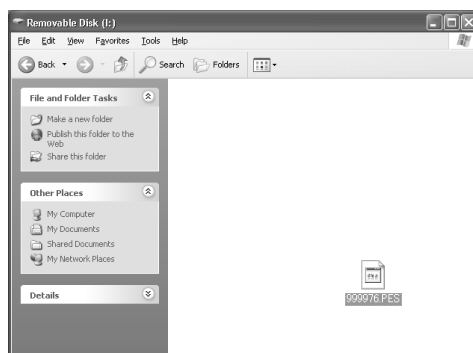 Removable Disk (I:)
File Edit View Favorites Tools Help
Back Search Folders
File and Folder Tasks
Make a new folder
Publish this folder to the
Web
Share this folder
Other Places
My Computer
My Documents
Shared Documents
My Network Places
Details
999976.PES